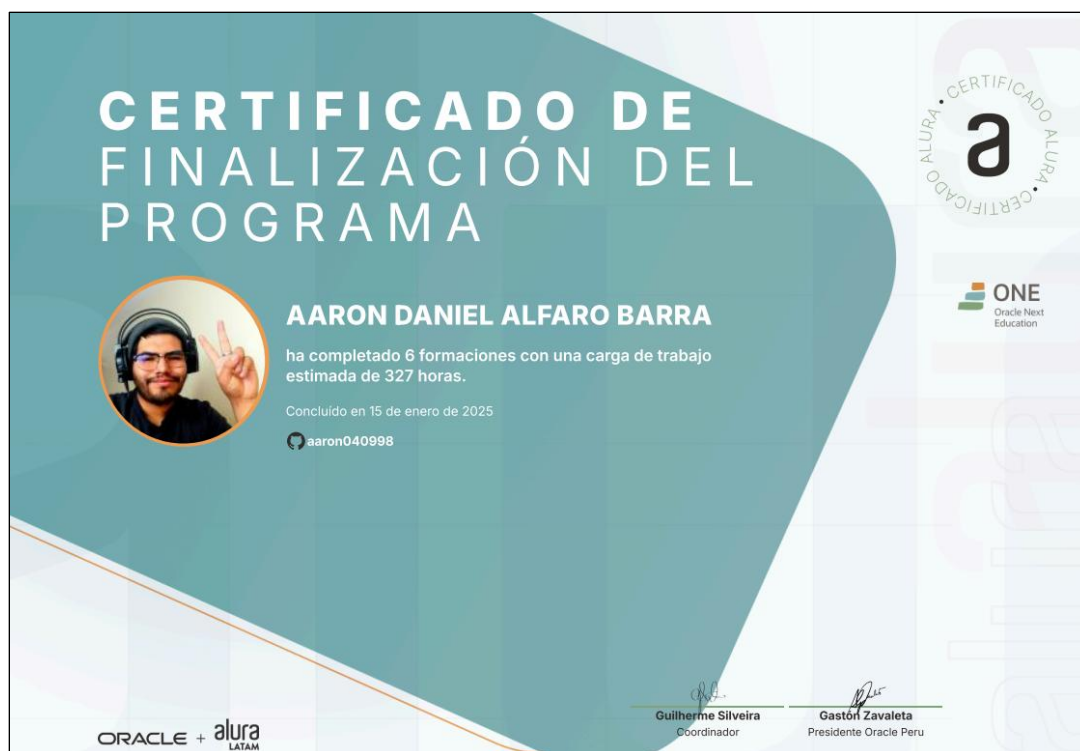 CERTIFICADO DE
FINALIZACIÓN DEL
PROGRAMA
AARON DANIEL ALFARO BARRA
ha completado 6 formaciones con una carga de trabajo
estimada de 327 horas.
Concluído en 15 de enero de 2025
aaron040998
CERTIFICADO ALURA • CERTIFICADO ALURA •
a
ONE
Oracle Next
Education
ORACLE + alura
LATAM
Guilherme Silveira
Coordinador
Gastón Zavaleta
Presidente Oracle Peru
alura